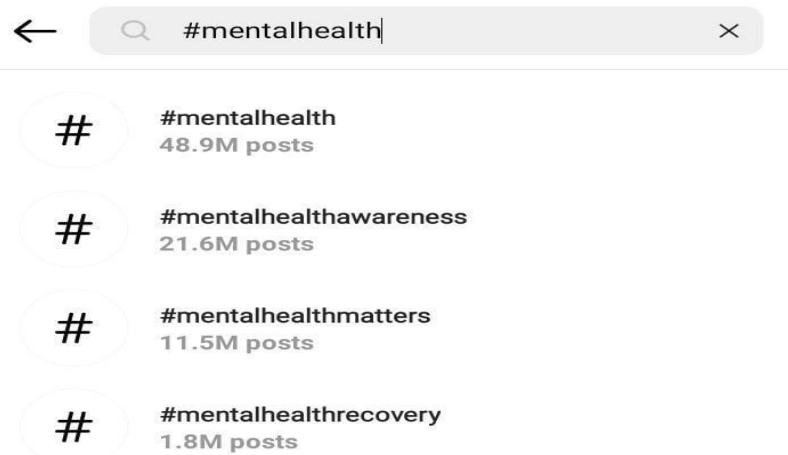 #mentalhealth
# #mentalhealth
48.9M posts
# #mentalhealthawareness
21.6M posts
# #mentalhealthmatters
11.5M posts
# #mentalhealthrecovery
1.8M posts